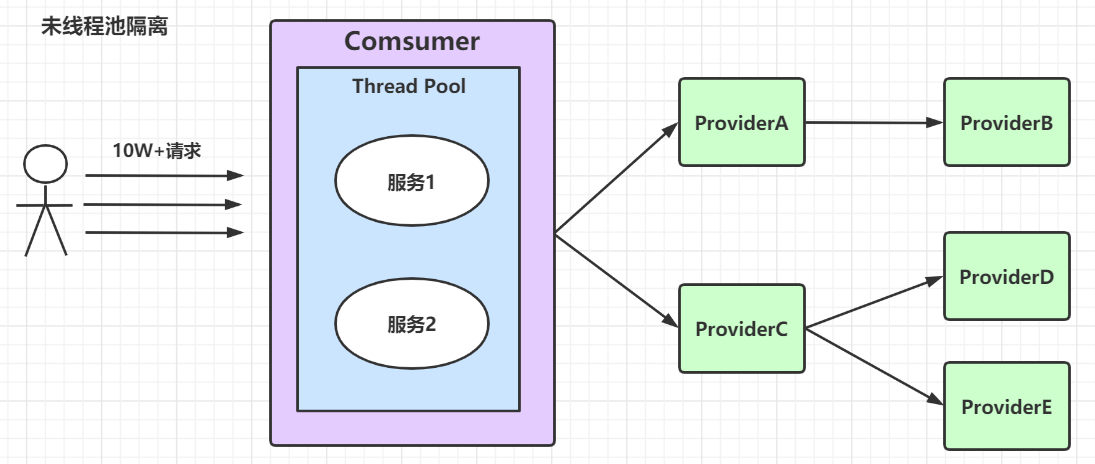 未线程池隔离
Comsumer
Thread Pool
10W+请求
服务1
服务2
ProviderA
ProviderB
ProviderC
ProviderD
ProviderE